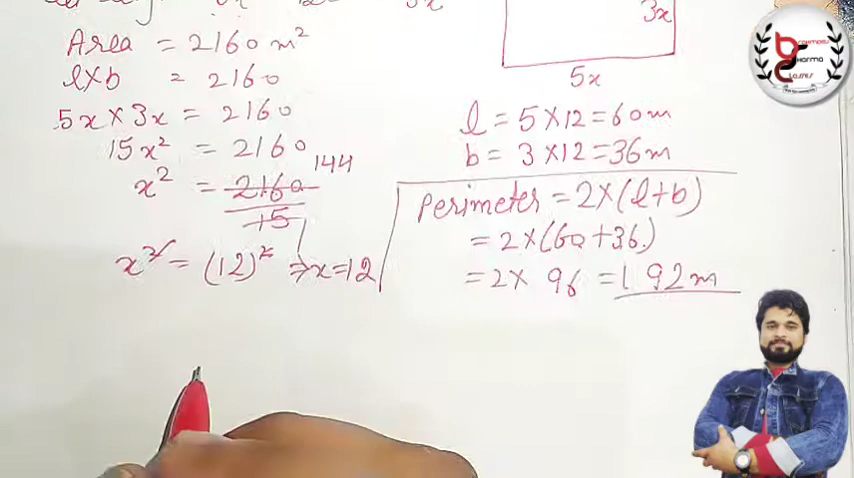 3x
Area = 2160 m²
l×b = 2160
5x × 3x = 2160
15x² = 2160
x² = 2160/15 144
x² = (12)² ⇒ x = 12
3x
5x
l = 5 × 12 = 60m
b = 3 × 12 = 36m
Perimeter = 2×(l+b)
= 2×(60+36)
= 2× 96 = 192m